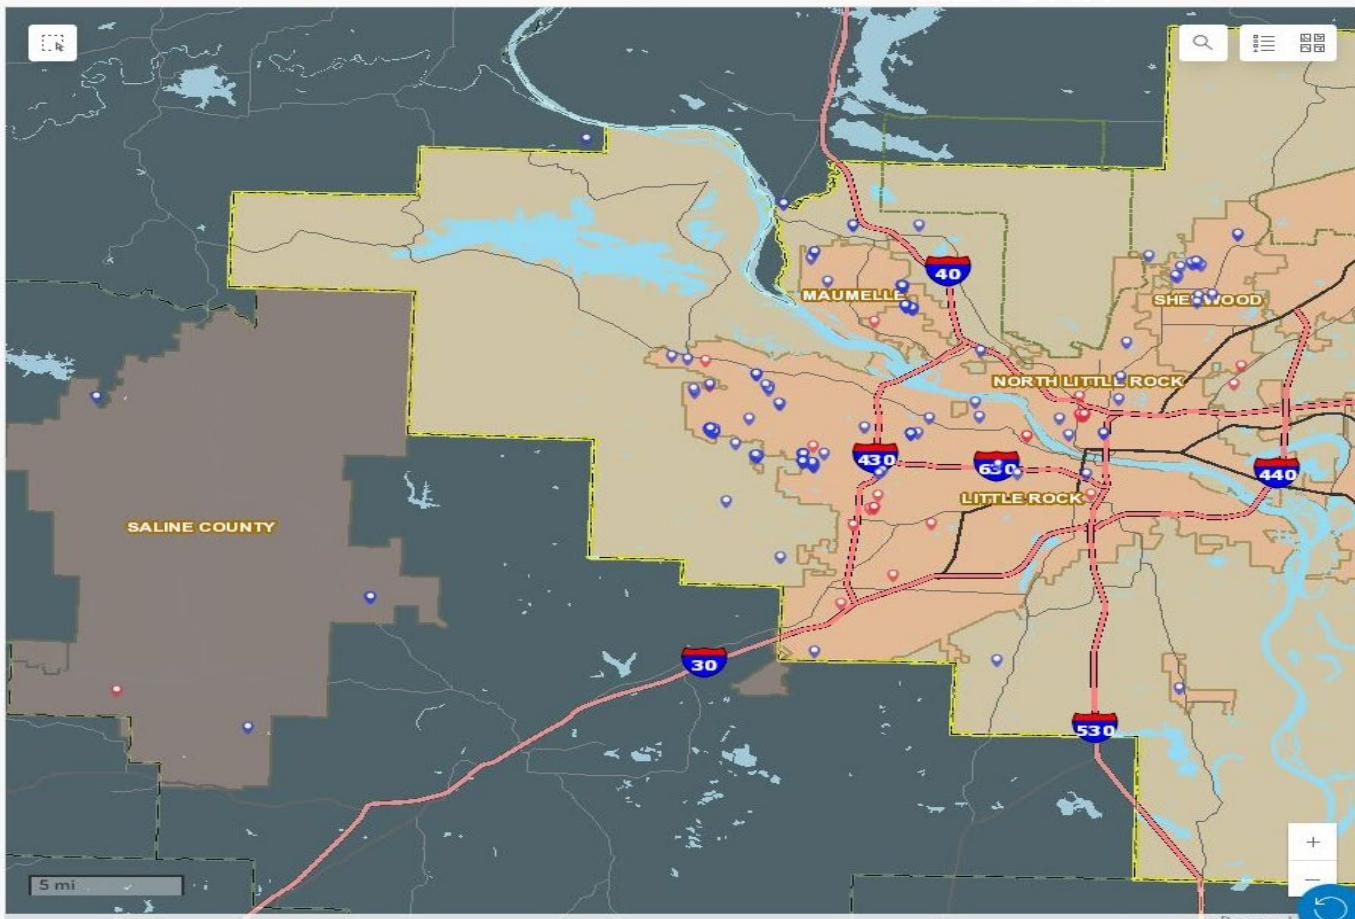 40
MAUMELLE
SHERWOOD
NORTH LITTLE ROCK
430
630
440
LITTLE ROCK
SALINE COUNTY
30
530
5 mi
+
−